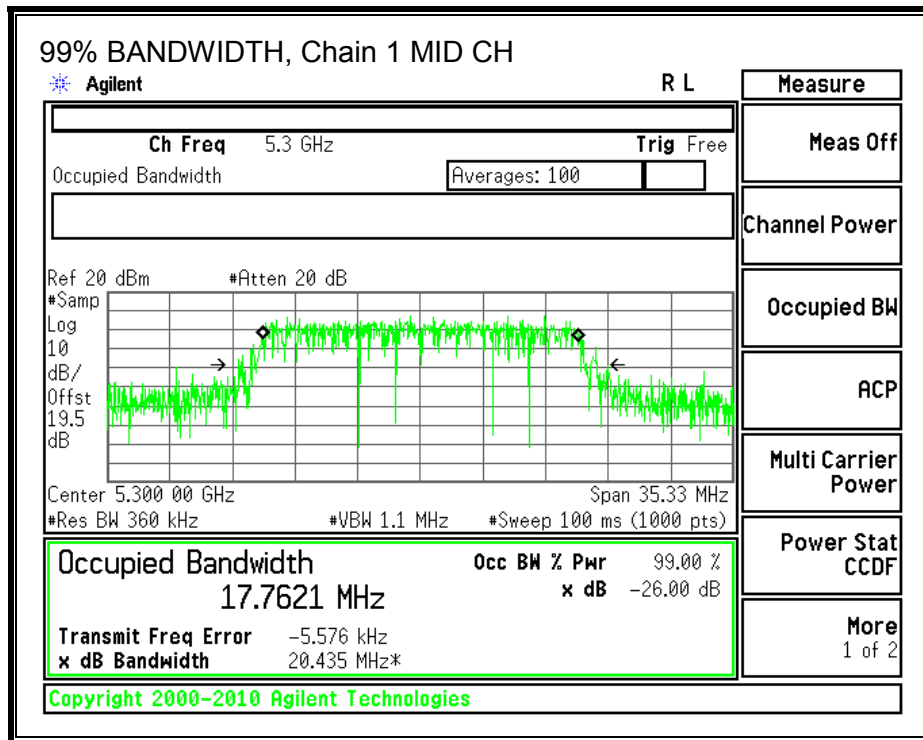 99% BANDWIDTH, Chain 1 MID CH
Agilent R L Measure
Ch Freq 5.3 GHz Trig Free
Occupied Bandwidth Averages: 100
Meas Off
Channel Power
Occupied BW
ACP
Multi Carrier
Power
Power Stat
CCDF
More
1 of 2
Ref 20 dBm #Atten 20 dB
#Samp
Log
10
dB/
Offst
19.5
dB
Center 5.300 00 GHz Span 35.33 MHz
#Res BW 360 kHz #VBW 1.1 MHz #Sweep 100 ms (1000 pts)
Occupied Bandwidth Occ BW % Pwr 99.00 %
17.7621 MHz x dB -26.00 dB
Transmit Freq Error -5.576 kHz
x dB Bandwidth 20.435 MHz*
Copyright 2000-2010 Agilent Technologies